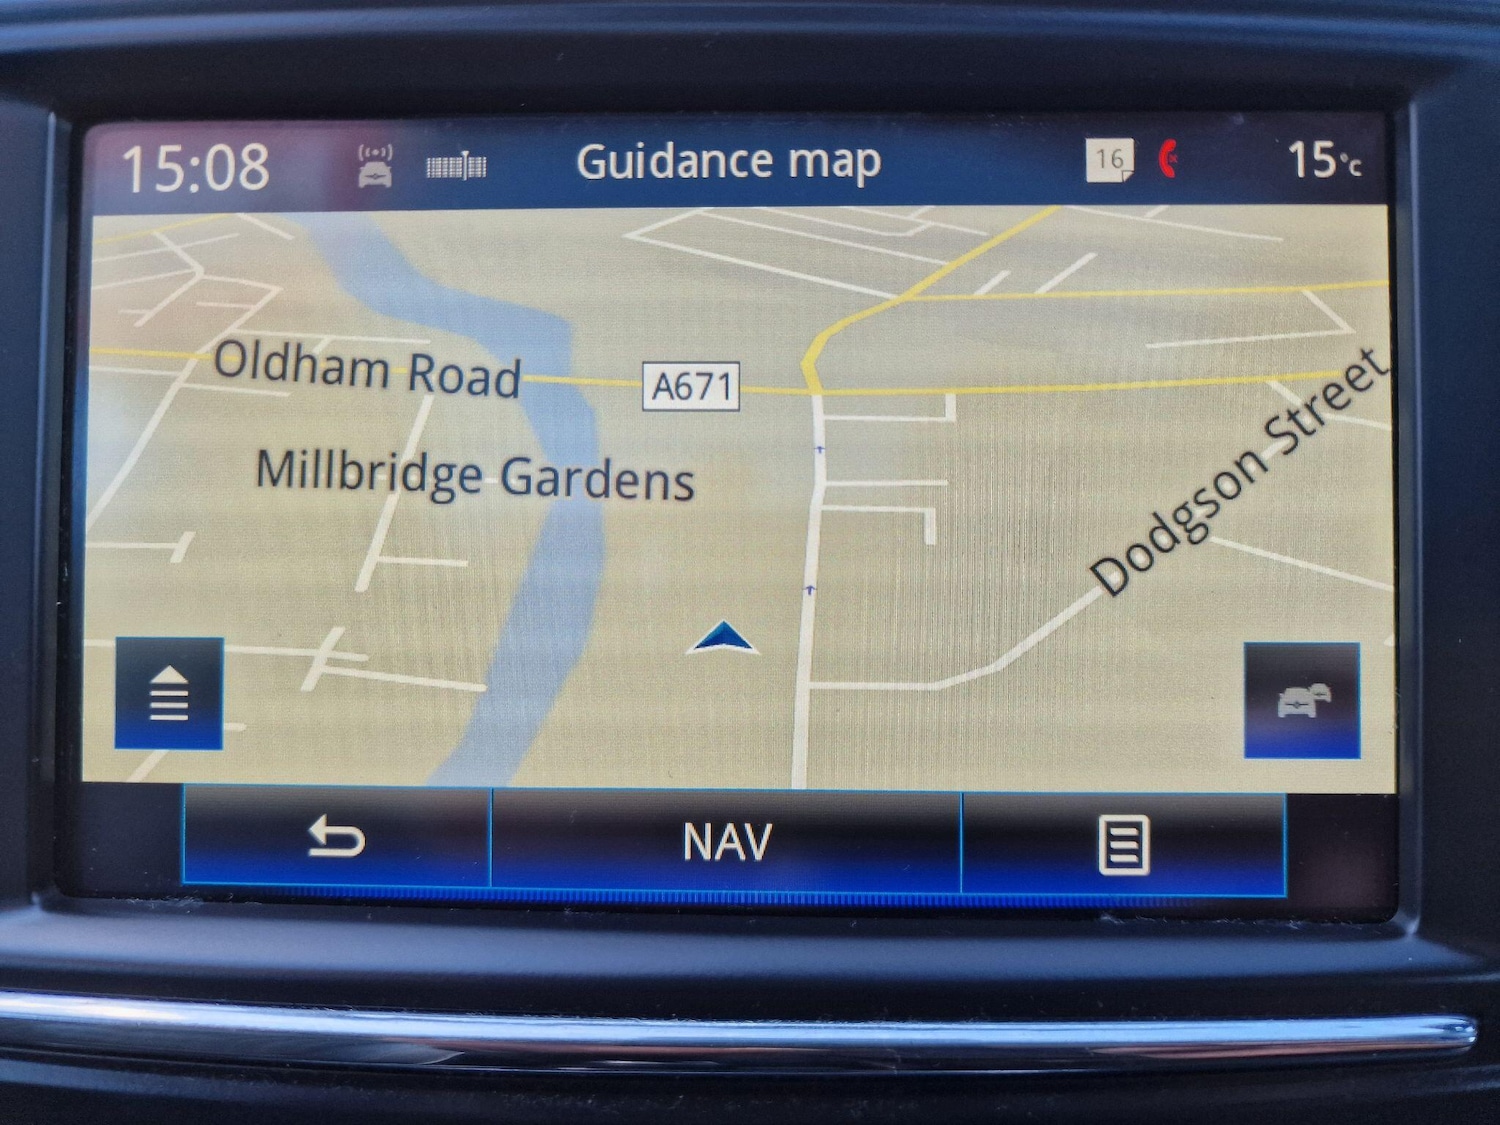 15:08
Guidance map
16
15°C
Oldham Road
A671
Millbridge Gardens
Dodgson Street
NAV